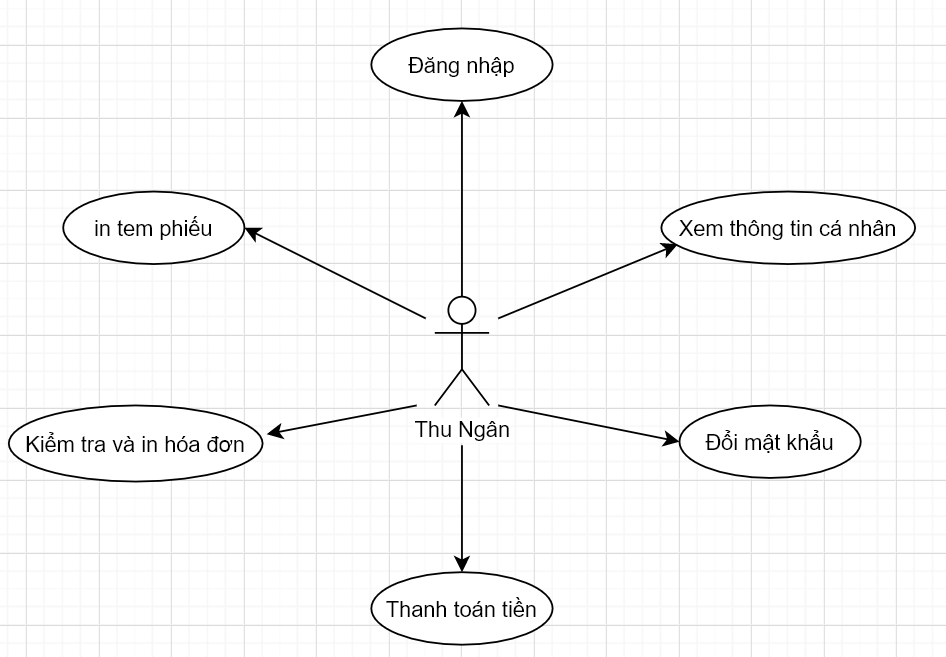 Đăng nhập
in tem phiếu
Xem thông tin cá nhân
Thu Ngân
Kiểm tra và in hóa đơn
Đổi mật khẩu
Thanh toán tiền